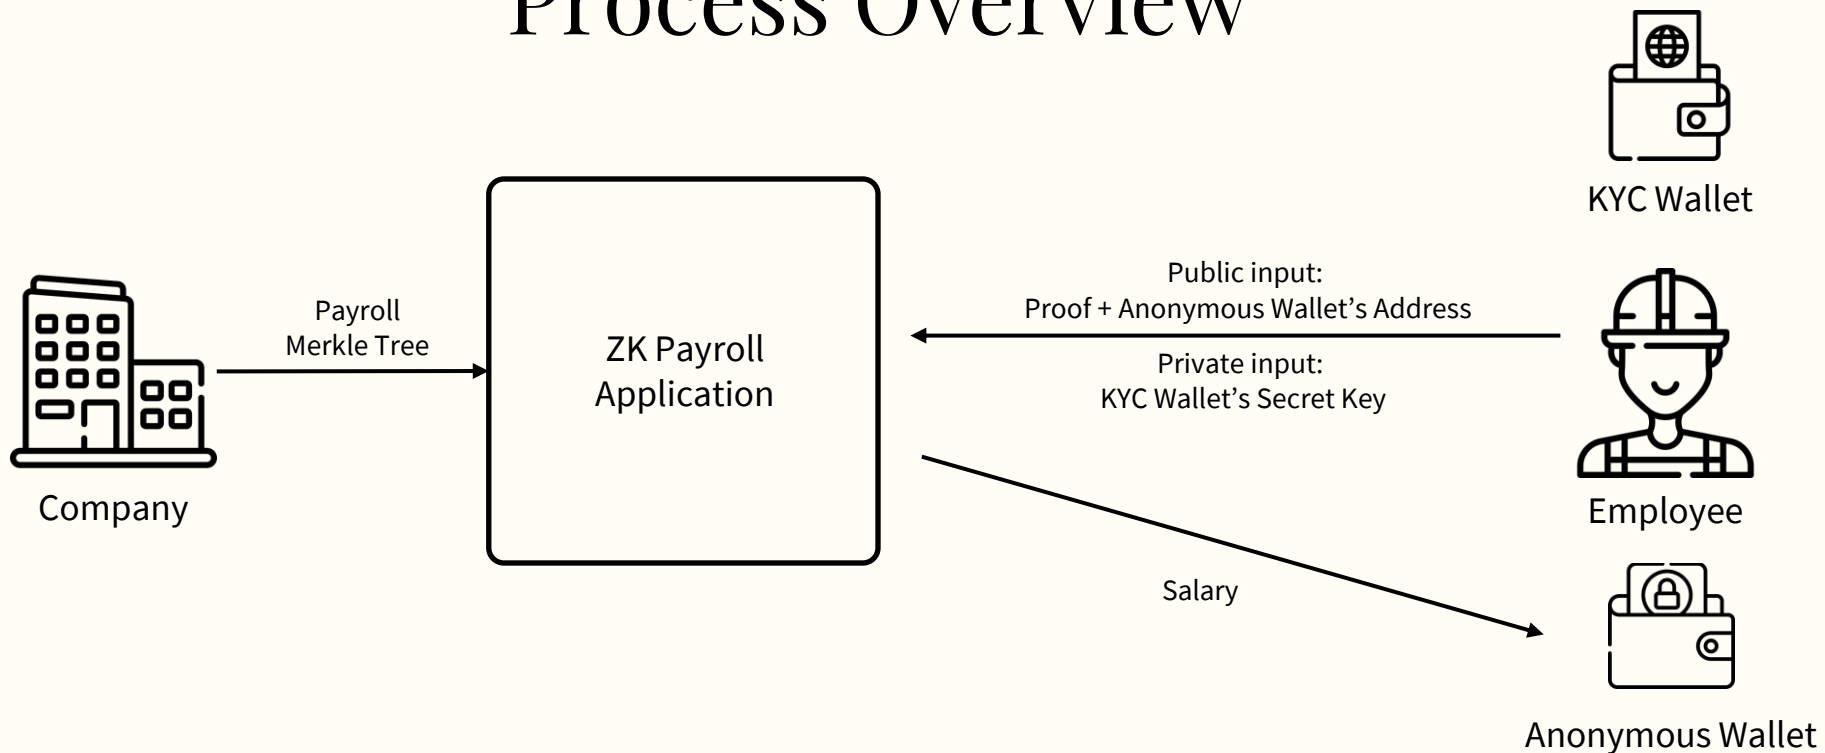 Process Overview
KYC Wallet
Payroll
Merkle Tree
ZK Payroll
Application
Public input:
Proof + Anonymous Wallet’s Address
Private input:
KYC Wallet’s Secret Key
Company
Employee
Salary
Anonymous Wallet